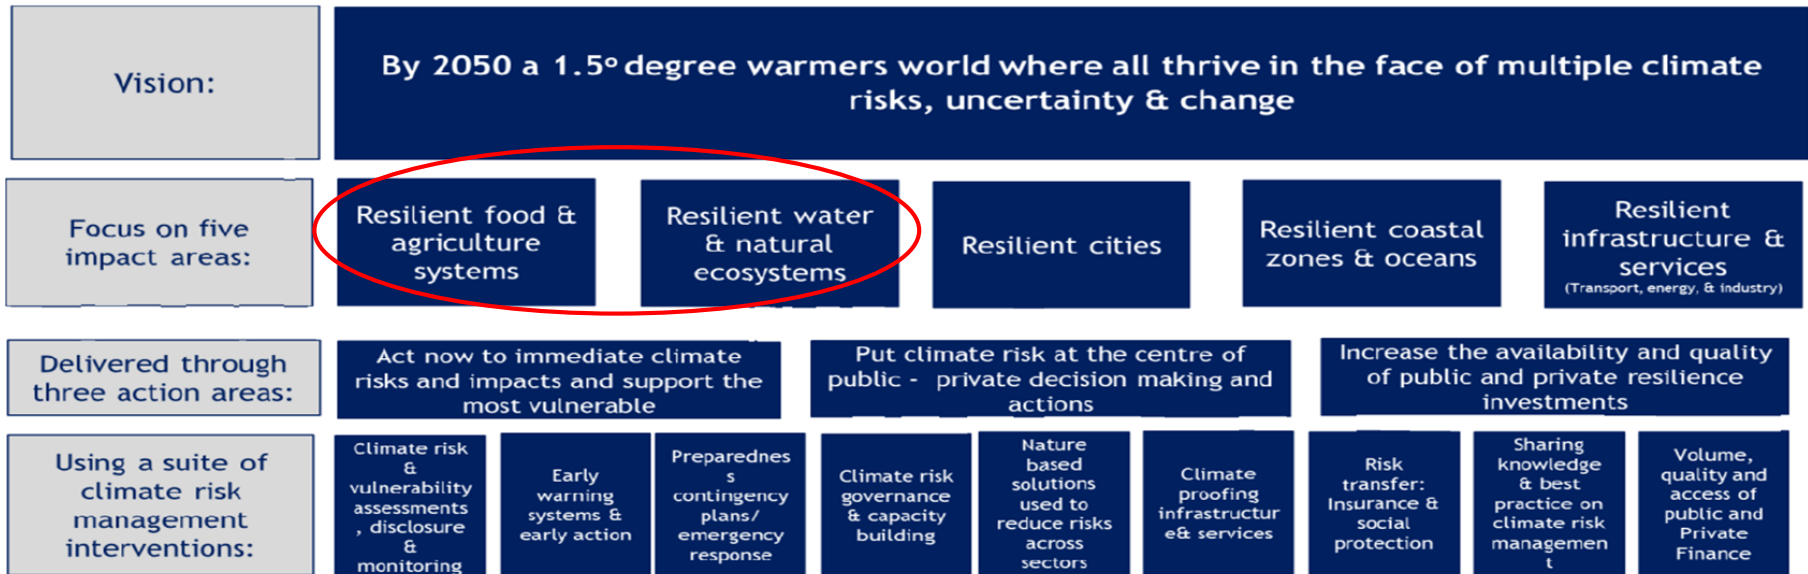 Vision:
By 2050 a 1.5º degree warmers world where all thrive in the face of multiple climate
risks, uncertainty & change
Focus on five
impact areas:
Resilient food &
agriculture
systems
Resilient water
& natural
ecosystems
Resilient cities
Resilient coastal
zones & oceans
Resilient
infrastructure &
services
(Transport, energy, & industry)
Delivered through
three action areas:
Act now to immediate climate
risks and impacts and support the
most vulnerable
Put climate risk at the centre of
public - private decision making and
actions
Increase the availability and quality
of public and private resilience
investments
Using a suite of
climate risk
management
interventions:
Climate risk
&
vulnerability
assessments
, disclosure
&
monitoring
Early
warning
systems &
early action
Preparednes
s
contingency
plans/
emergency
response
Climate risk
governance
& capacity
building
Nature
based
solutions
used to
reduce risks
across
sectors
Climate
proofing
infrastructur
e& services
Risk
transfer:
Insurance &
social
protection
Sharing
knowledge
& best
practice on
climate risk
managemen
t
Volume,
quality and
access of
public and
Private
Finance